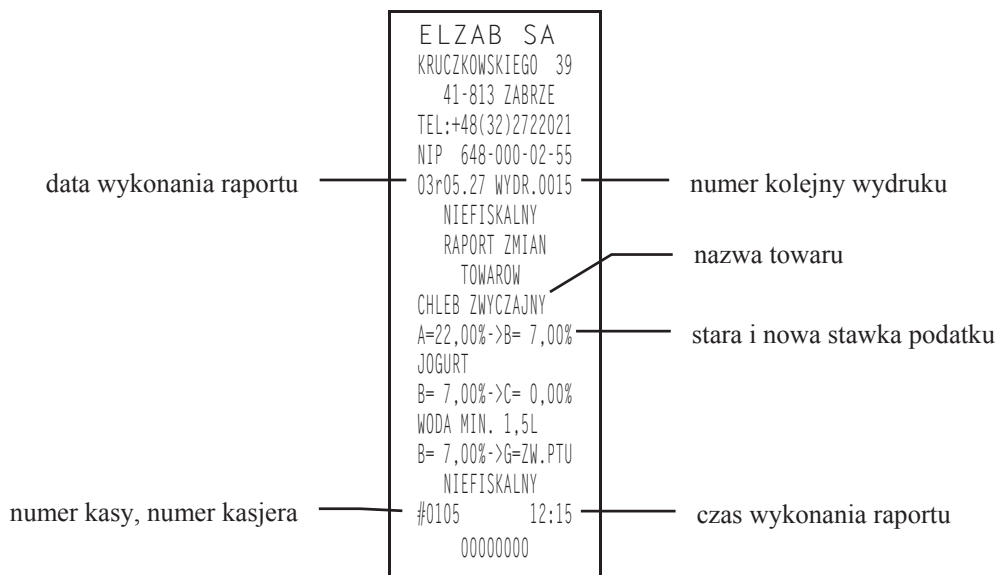 ELZAB SA
KRUCZKOWSKIEGO 39
41-813 ZABRZE
TEL:+48(32)2722021
NIP 648-000-02-55
data wykonania raportu 03r05.27 WYDR.0015 numer kolejny wydruku
NIEFISKALNY
RAPORT ZMIAN
nazwa towaru
TOWAROW
CHLEB ZWYCZAJNY
A=22,00%->B= 7,00% stara i nowa stawka podatku
JOGURT
B= 7,00%->C= 0,00%
WODA MIN. 1,5L
B= 7,00%->G=ZW.PTU
NIEFISKALNY
numer kasy, numer kasjera #0105 12:15 czas wykonania raportu
00000000